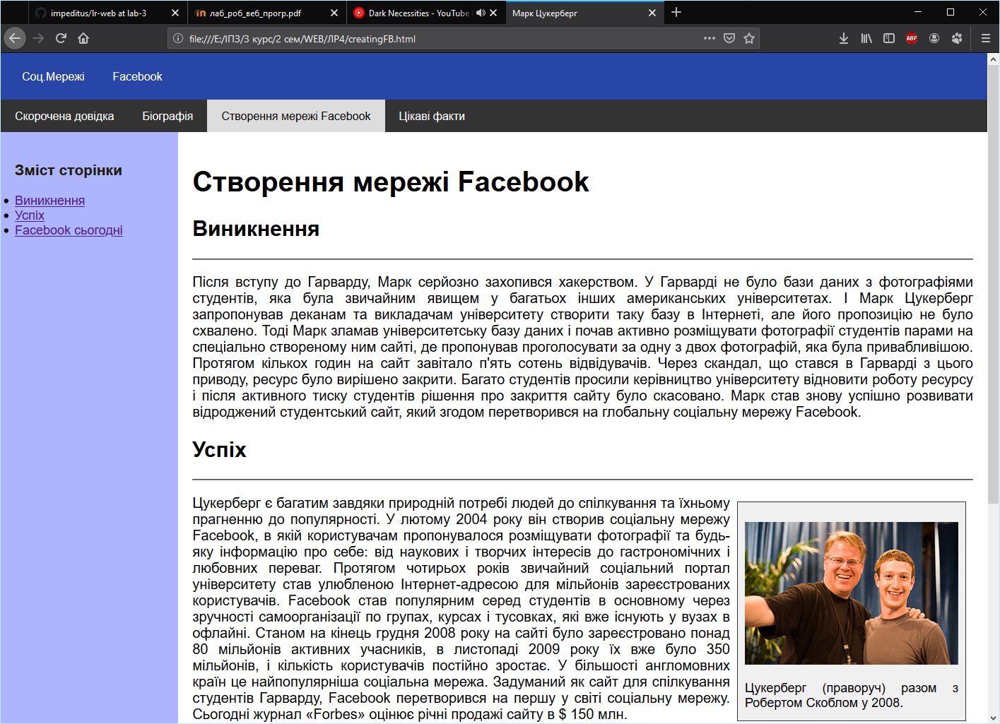 impeditus/lr-web at lab-3
лаб_роб_веб_прогр.pdf
Dark Necessities - YouTube
Марк Цукерберг
file:///E:/ІПЗ/3 курс/2 сем/WEB/ЛР4/creatingFB.html
ABP
Соц.Мережі Facebook
Скорочена довідка Біографія Створення мережі Facebook Цікаві факти
Зміст сторінки
Виникнення
Успіх
Facebook сьогодні
Створення мережі Facebook
Виникнення
Після вступу до Гарварду, Марк серйозно захопився хакерством. У Гарварді не було бази даних з фотографіями
студентів, яка була звичайним явищем у багатьох інших американських університетах. І Марк Цукерберг
запропонував деканам та викладачам університету створити таку базу в Інтернеті, але його пропозицію не було
схвалено. Тоді Марк зламав університетську базу даних і почав активно розміщувати фотографії студентів парами на
спеціально створеному ним сайті, де пропонував проголосувати за одну з двох фотографій, яка була привабливішою.
Протягом кількох годин на сайт завітало п'ять сотень відвідувачів. Через скандал, що стався в Гарварді з цього
приводу, ресурс було вирішено закрити. Багато студентів просили керівництво університету відновити роботу ресурсу
і після активного тиску студентів рішення про закриття сайту було скасовано. Марк став знову успішно розвивати
відроджений студентський сайт, який згодом перетворився на глобальну соціальну мережу Facebook.
Успіх
Цукерберг є багатим завдяки природній потребі людей до спілкування та їхньому
прагненню до популярності. У лютому 2004 року він створив соціальну мережу
Facebook, в якій користувачам пропонувалося розміщувати фотографії та будь-
яку інформацію про себе: від наукових і творчих інтересів до гастрономічних і
любовних переваг. Протягом чотирьох років звичайний соціальний портал
університету став улюбленою Інтернет-адресою для мільйонів зареєстрованих
користувачів. Facebook став популярним серед студентів в основному через
зручності самоорганізації по групах, курсах і тусовках, які вже існують у вузах в
офлайні. Станом на кінець грудня 2008 року на сайті було зареєстровано понад
80 мільйонів активних учасників, в листопаді 2009 року їх вже було 350
мільйонів, і кількість користувачів постійно зростає. У більшості англомовних
країн це найпопулярніша соціальна мережа. Задуманий як сайт для спілкування
студентів Гарварду, Facebook перетворився на першу у світі соціальну мережу.
Сьогодні журнал «Forbes» оцінює річні продажі сайту в $ 150 млн.
Цукерберг (праворуч) разом з
Робертом Скоблом у 2008.